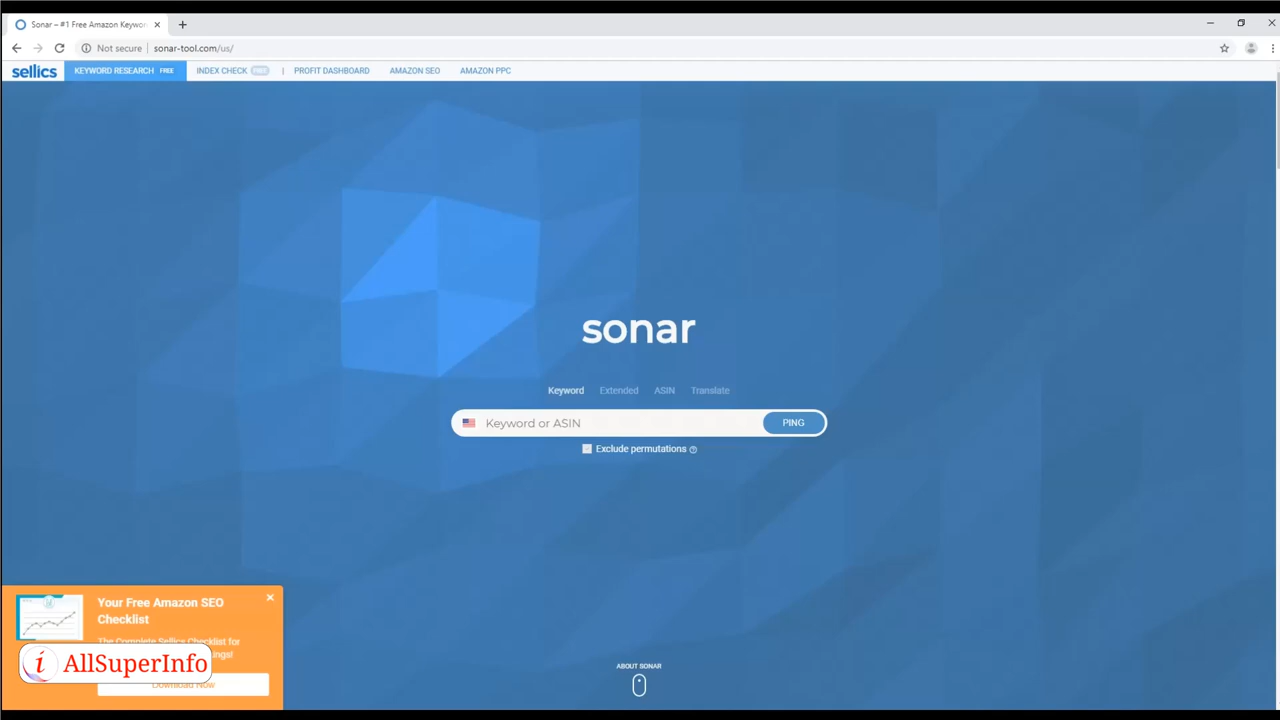 Sonar – #1 Free Amazon Keywor
Not secure
sonar-tool.com/us/
sellics
KEYWORD RESEARCH FREE
INDEX CHECK FREE
|
PROFIT DASHBOARD
AMAZON SEO
AMAZON PPC
sonar
Keyword
Extended
ASIN
Translate
Keyword or ASIN
PING
Exclude permutations
Your Free Amazon SEO
Checklist
The Complete Sellics Checklist for
ings!
i AllSuperInfo
Download Now
ABOUT SONAR